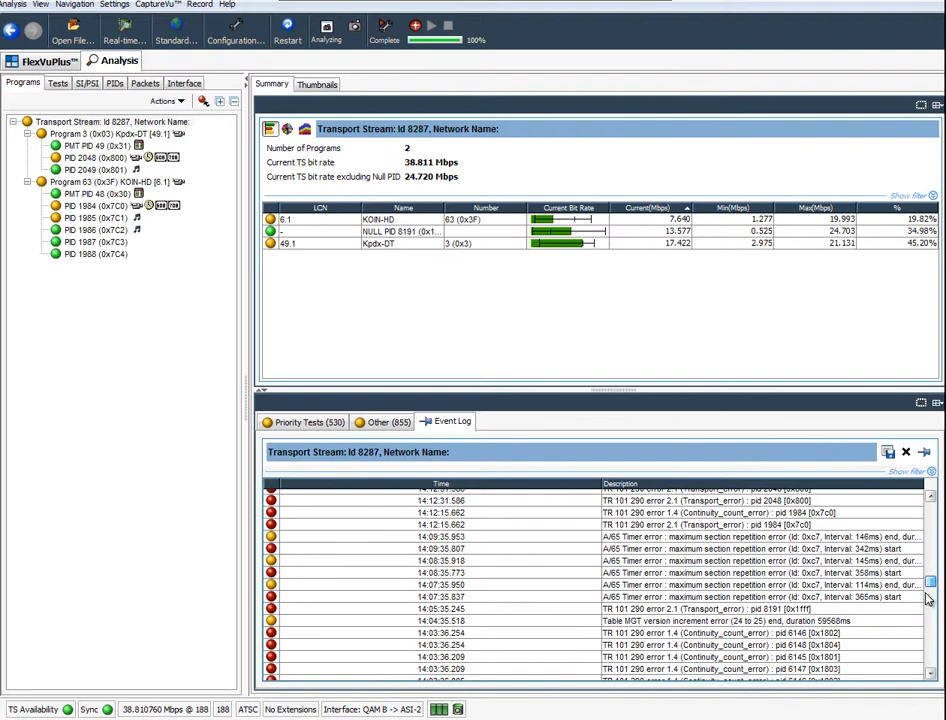 Analysis View Navigation Settings CaptureVu™ Record Help
Open File... Real-time... Standard... Configuration... Restart Analyzing Complete 100%
FlexVuPlus™ Analysis
Programs Tests SI/PSI PIDs Packets Interface
Actions
Transport Stream: Id 8287, Network Name:
Program 3 (0x03) Kpdx-DT [49.1]
PMT PID 49 (0x31)
PID 2048 (0x800) 608 708
PID 2049 (0x801)
Program 63 (0x3F) KOIN-HD [6.1]
PMT PID 48 (0x30)
PID 1984 (0x7C0) 608 708
PID 1985 (0x7C1)
PID 1986 (0x7C2)
PID 1987 (0x7C3)
PID 1988 (0x7C4)
Summary Thumbnails
Transport Stream: Id 8287, Network Name:
Number of Programs 2
Current TS bit rate 38.811 Mbps
Current TS bit rate excluding Null PID 24.720 Mbps
Show filter
LCN Name Number Current Bit Rate Current(Mbps) Min(Mbps) Max(Mbps) %
6.1 KOIN-HD 63 (0x3F) 7.640 1.277 19.993 19.82%
- NULL PID 8191 (0x1... 13.577 0.525 24.703 34.98%
49.1 Kpdx-DT 3 (0x3) 17.422 2.975 21.131 45.20%
Priority Tests (530) Other (855) Event Log
Transport Stream: Id 8287, Network Name:
Show filter
Time Description
14:12:31.586 TR 101 290 error 2.1 (Transport_error) : pid 2048 [0x800]
14:12:15.662 TR 101 290 error 1.4 (Continuity_count_error) : pid 1984 [0x7c0]
14:12:15.662 TR 101 290 error 2.1 (Transport_error) : pid 1984 [0x7c0]
14:09:35.953 A/65 Timer error : maximum section repetition error (Id: 0xc7, Interval: 146ms) end, dur...
14:09:35.807 A/65 Timer error : maximum section repetition error (Id: 0xc7, Interval: 342ms) start
14:08:35.918 A/65 Timer error : maximum section repetition error (Id: 0xc7, Interval: 145ms) end, dur...
14:08:35.773 A/65 Timer error : maximum section repetition error (Id: 0xc7, Interval: 358ms) start
14:07:35.950 A/65 Timer error : maximum section repetition error (Id: 0xc7, Interval: 114ms) end, dur...
14:07:35.837 A/65 Timer error : maximum section repetition error (Id: 0xc7, Interval: 365ms) start
14:05:35.245 TR 101 290 error 2.1 (Transport_error) : pid 8191 [0x1fff]
14:04:35.518 Table MGT version increment error (24 to 25) end, duration 59568ms
14:03:36.254 TR 101 290 error 1.4 (Continuity_count_error) : pid 6146 [0x1802]
14:03:36.254 TR 101 290 error 1.4 (Continuity_count_error) : pid 6148 [0x1804]
14:03:36.209 TR 101 290 error 1.4 (Continuity_count_error) : pid 6145 [0x1801]
14:03:36.209 TR 101 290 error 1.4 (Continuity_count_error) : pid 6147 [0x1803]
TS Availability Sync 38.810760 Mbps @ 188 188 ATSC No Extensions Interface: QAM B -> ASI-2